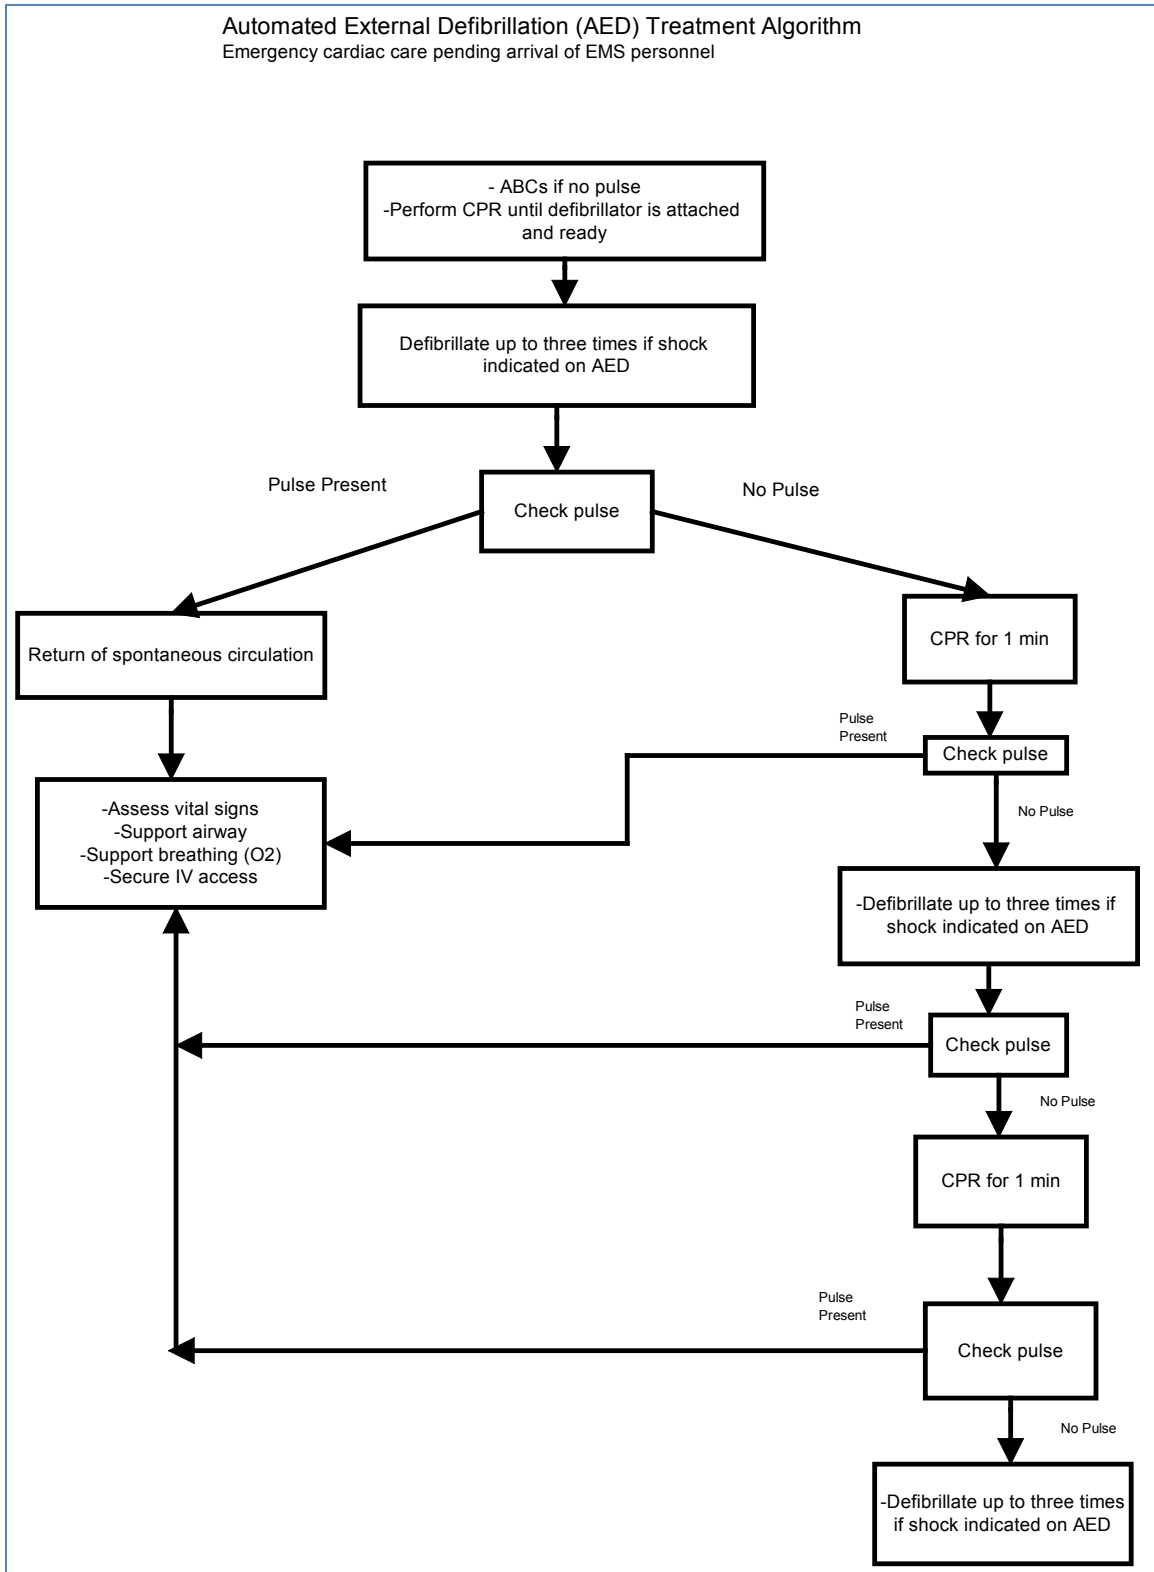 Automated External Defibrillation (AED) Treatment Algorithm
Emergency cardiac care pending arrival of EMS personnel
- ABCs if no pulse
-Perform CPR until defibrillator is attached
and ready
Defibrillate up to three times if shock
indicated on AED
Pulse Present
Check pulse
No Pulse
Return of spontaneous circulation
CPR for 1 min
Pulse
Present
Check pulse
-Assess vital signs
-Support airway
-Support breathing (O2)
-Secure IV access
No Pulse
-Defibrillate up to three times if
shock indicated on AED
Pulse
Present
Check pulse
No Pulse
CPR for 1 min
Pulse
Present
Check pulse
No Pulse
-Defibrillate up to three times
if shock indicated on AED